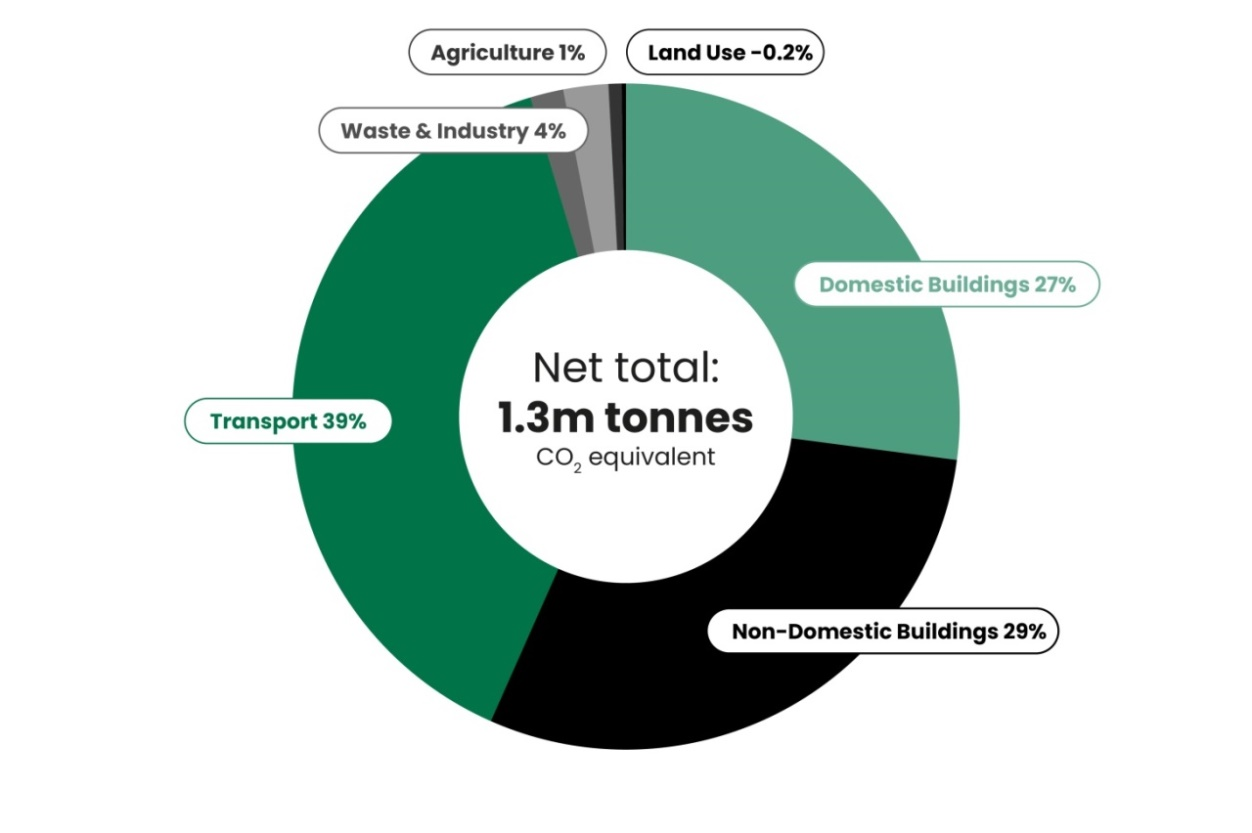 Agriculture 1%
Land Use -0.2%
Waste & Industry 4%
Domestic Buildings 27%
Net total:
1.3m tonnes
CO₂ equivalent
Transport 39%
Non-Domestic Buildings 29%